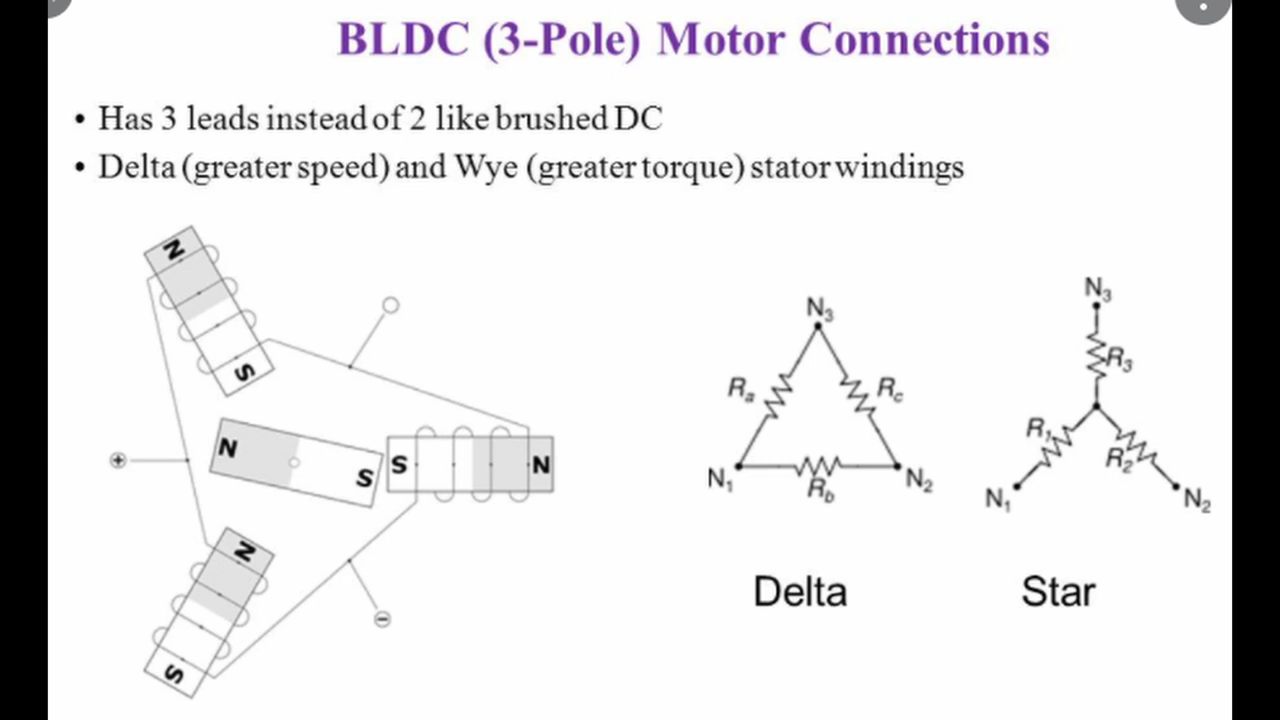 BLDC (3-Pole) Motor Connections
• Has 3 leads instead of 2 like brushed DC
• Delta (greater speed) and Wye (greater torque) stator windings
N
S
N
S
S
N
N
S
+
−
N3
Ra
Rc
N1
Rb
N2
Delta
N3
R3
R1
R2
N1
N2
Star